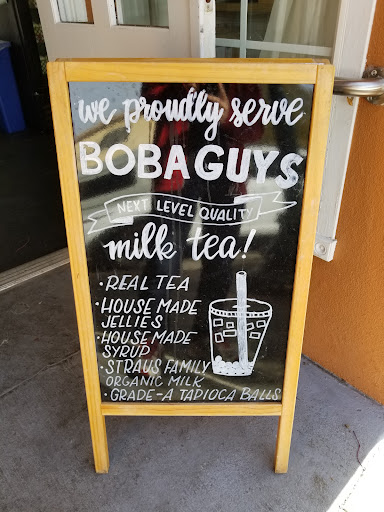 we proudly serve
BOBA GUYS
NEXT LEVEL QUALITY
milk tea!
· REAL TEA
· HOUSE MADE
JELLIES
· HOUSE MADE
SYRUP
· STRAUS FAMILY
ORGANIC MILK
· GRADE-A TAPIOCA BALLS